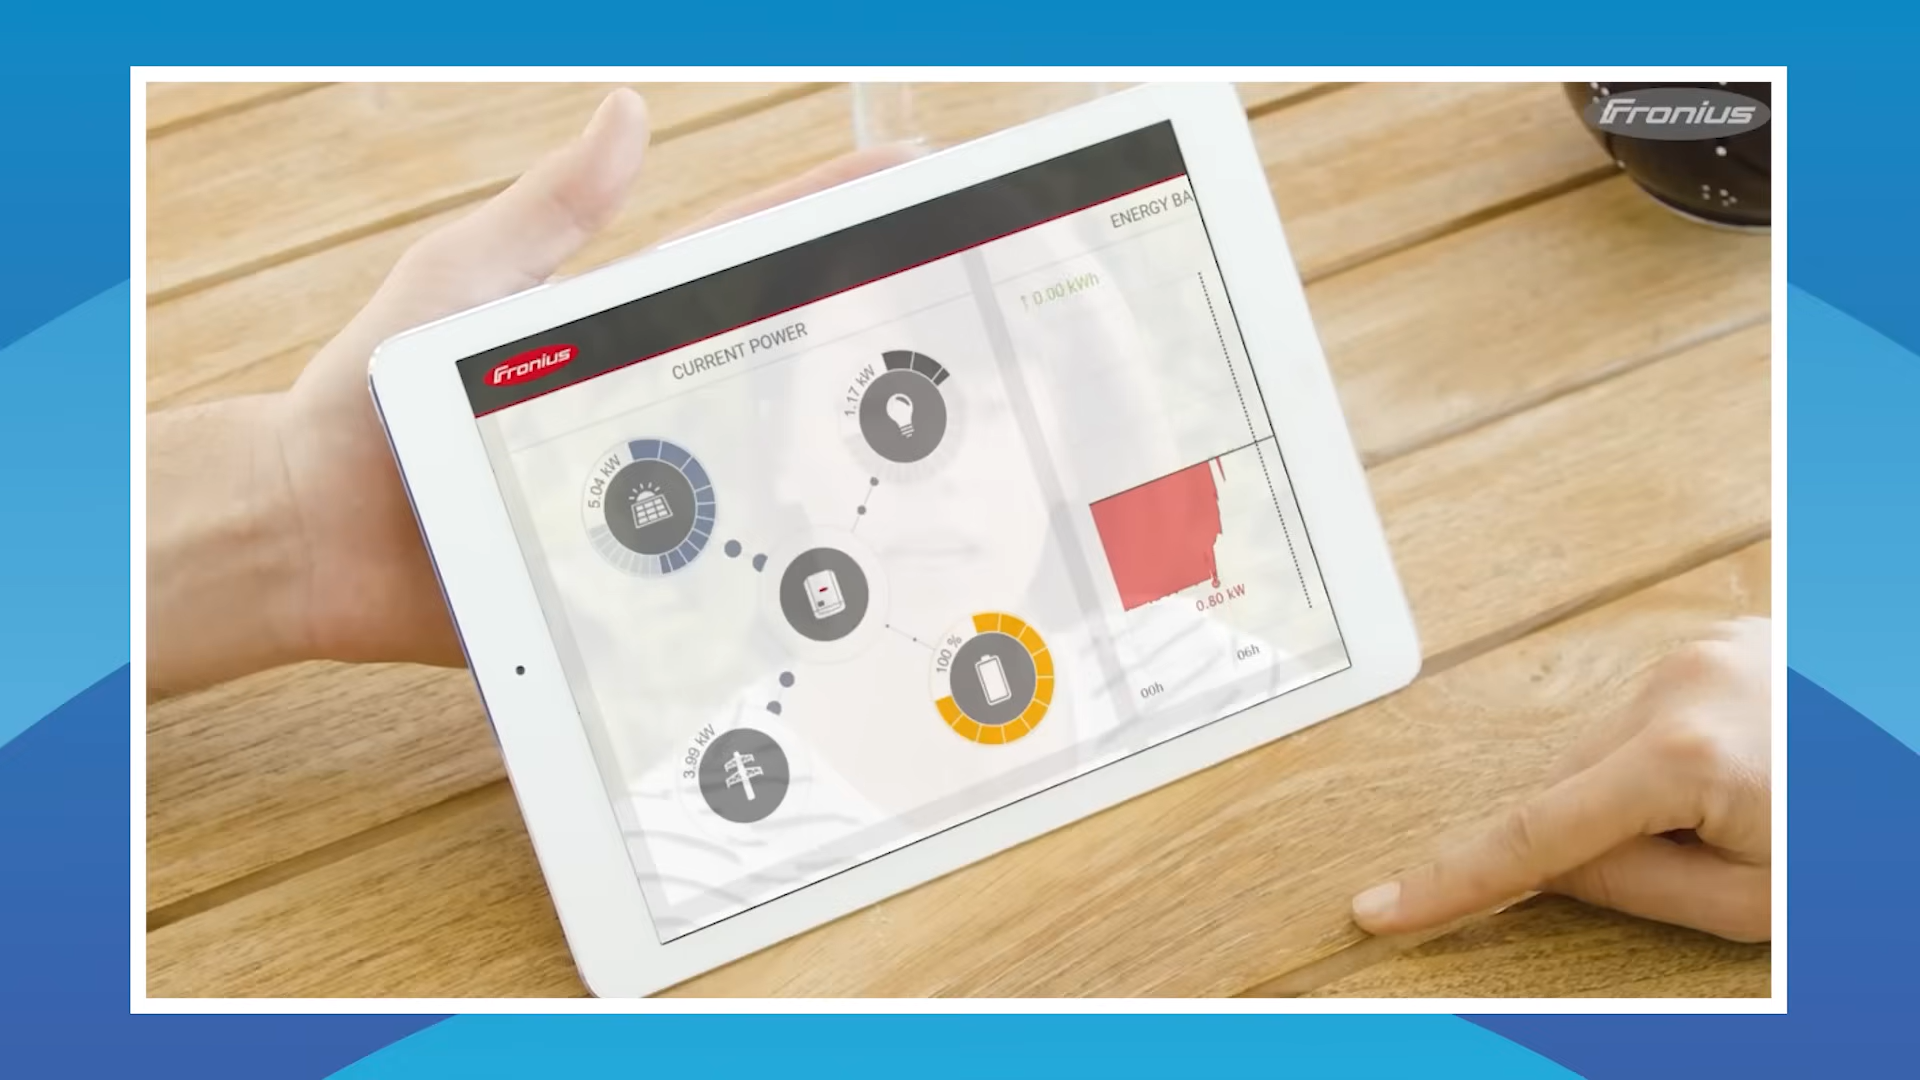 Fronius
ENERGY BA
↑ 0.00 kWh
Fronius
CURRENT POWER
1.17 kW
5.04 kW
100 %
3.99 kW
0.80 kW
00h
06h